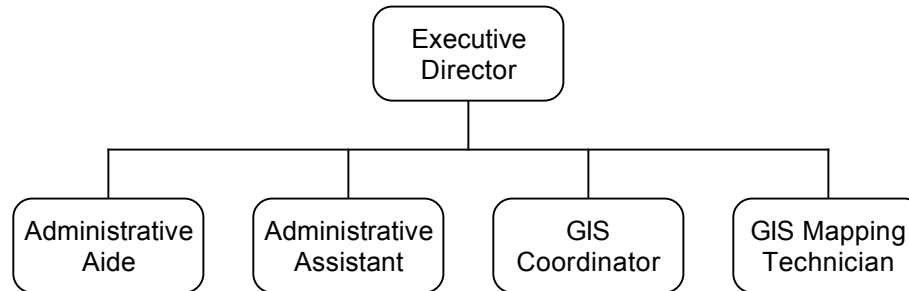 Executive
Director
Administrative
Aide
Administrative
Assistant
GIS
Coordinator
GIS Mapping
Technician